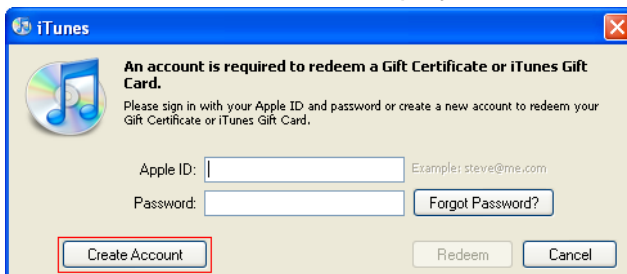 iTunes
An account is required to redeem a Gift Certificate or iTunes Gift
Card.
Please sign in with your Apple ID and password or create a new account to redeem your
Gift Certificate or iTunes Gift Card.
Apple ID: Example: steve@me.com
Password: Forgot Password?
Create Account Redeem Cancel